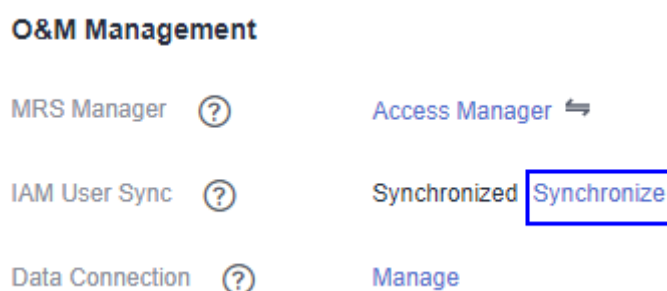 O&M Management
MRS Manager ? Access Manager ⇋
IAM User Sync ? Synchronized Synchronize
Data Connection ? Manage